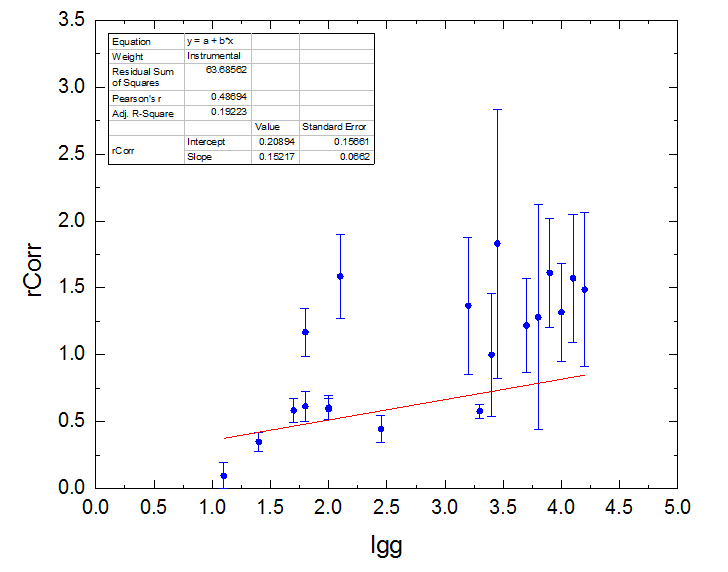 3.5
3.0
2.5
2.0
1.5
1.0
0.5
0.0
rCorr
Equation y = a + b*x
Weight Instrumental
Residual Sum of Squares 63.68562
Pearson's r 0.48694
Adj. R-Square 0.19223
Value Standard Error
rCorr Intercept 0.20894 0.15661
Slope 0.15217 0.0662
0.0 0.5 1.0 1.5 2.0 2.5 3.0 3.5 4.0 4.5 5.0
lgg